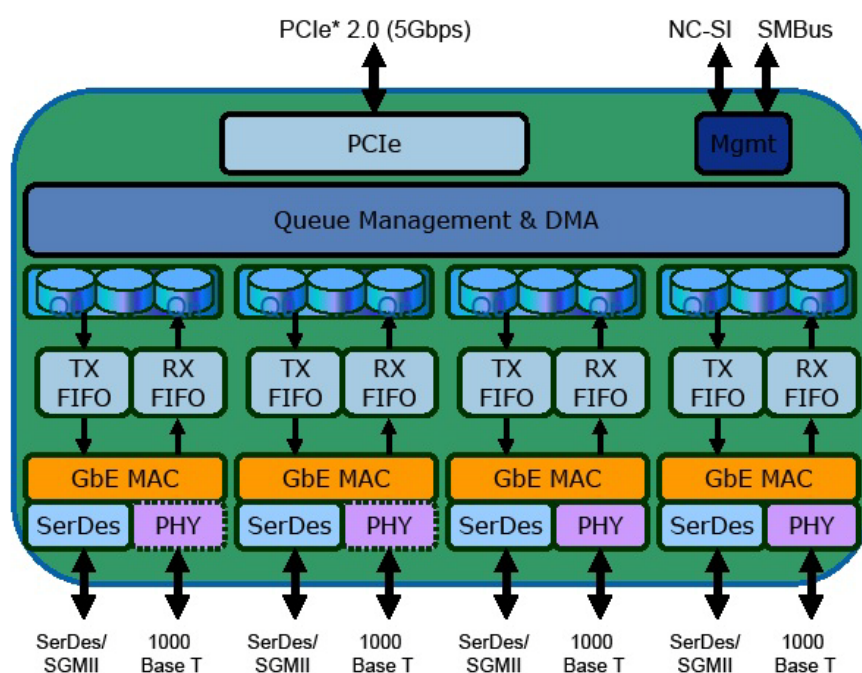 PCIe* 2.0 (5Gbps)
NC-SI SMBus
PCIe
Mgmt
Queue Management & DMA
TX FIFO
RX FIFO
TX FIFO
RX FIFO
TX FIFO
RX FIFO
TX FIFO
RX FIFO
GbE MAC
GbE MAC
GbE MAC
GbE MAC
SerDes
PHY
SerDes
PHY
SerDes
PHY
SerDes
PHY
SerDes/
SGMII
1000
Base T
SerDes/
SGMII
1000
Base T
SerDes/
SGMII
1000
Base T
SerDes/
SGMII
1000
Base T